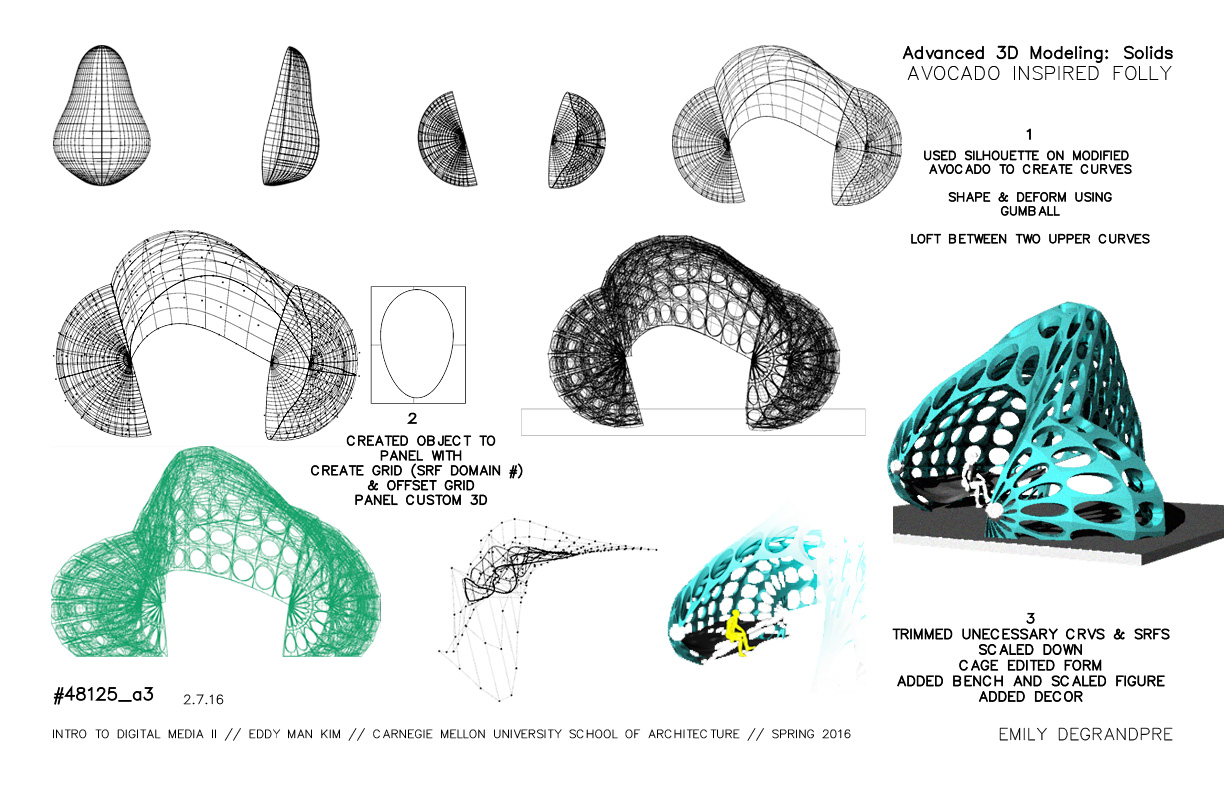 Advanced 3D Modeling: Solids
AVOCADO INSPIRED FOLLY
1
USED SILHOUETTE ON MODIFIED
AVOCADO TO CREATE CURVES
SHAPE & DEFORM USING
GUMBALL
LOFT BETWEEN TWO UPPER CURVES
2
CREATED OBJECT TO
PANEL WITH
CREATE GRID (SRF DOMAIN #)
& OFFSET GRID
PANEL CUSTOM 3D
3
TRIMMED UNECESSARY CRVS & SRFS
SCALED DOWN
CAGE EDITED FORM
ADDED BENCH AND SCALED FIGURE
ADDED DECOR
#48125_a3 2.7.16
INTRO TO DIGITAL MEDIA II // EDDY MAN KIM // CARNEGIE MELLON UNIVERSITY SCHOOL OF ARCHITECTURE // SPRING 2016
EMILY DEGRANDPRE